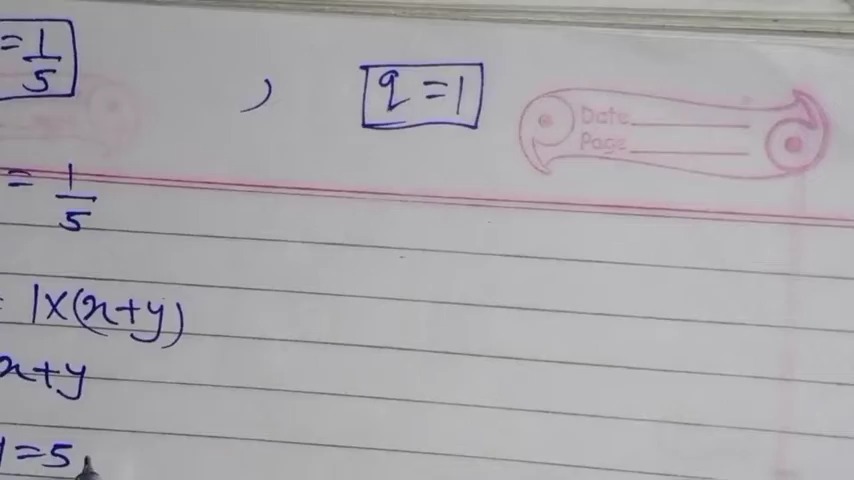 = 1/5 , q = 1
Date
Page
= 1/5
= 1×(x+y)
x+y
y = 5